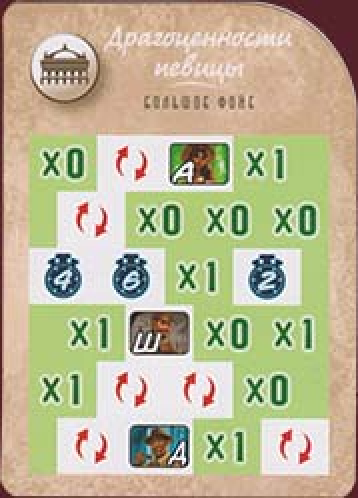 Драгоценности
певицы
БОЛЬШОЕ ФОЙЕ
x0 А x1
x0 x0 x0
4 6 x1 2
x1 Ш x0 x1
x1 x0
А x1